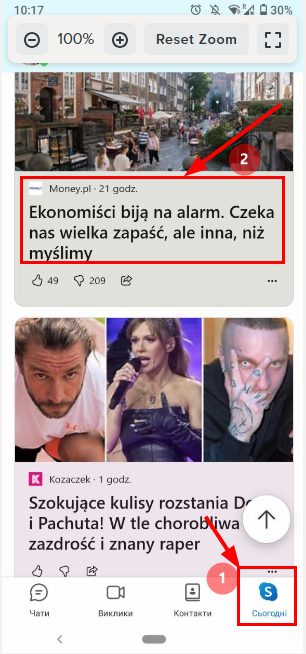 10:17
30%
100%
Reset Zoom
2
Money.pl · 21 godz.
Ekonomiści biją na alarm. Czeka
nas wielka zapaść, ale inna, niż
myślimy
49 209
Kozaczek · 1 godz.
Szokujące kulisy rozstania
i Pachuta! W tle chorobliwa
zazdrość i znany raper
1
Чати Виклики Контакти Сьогодні